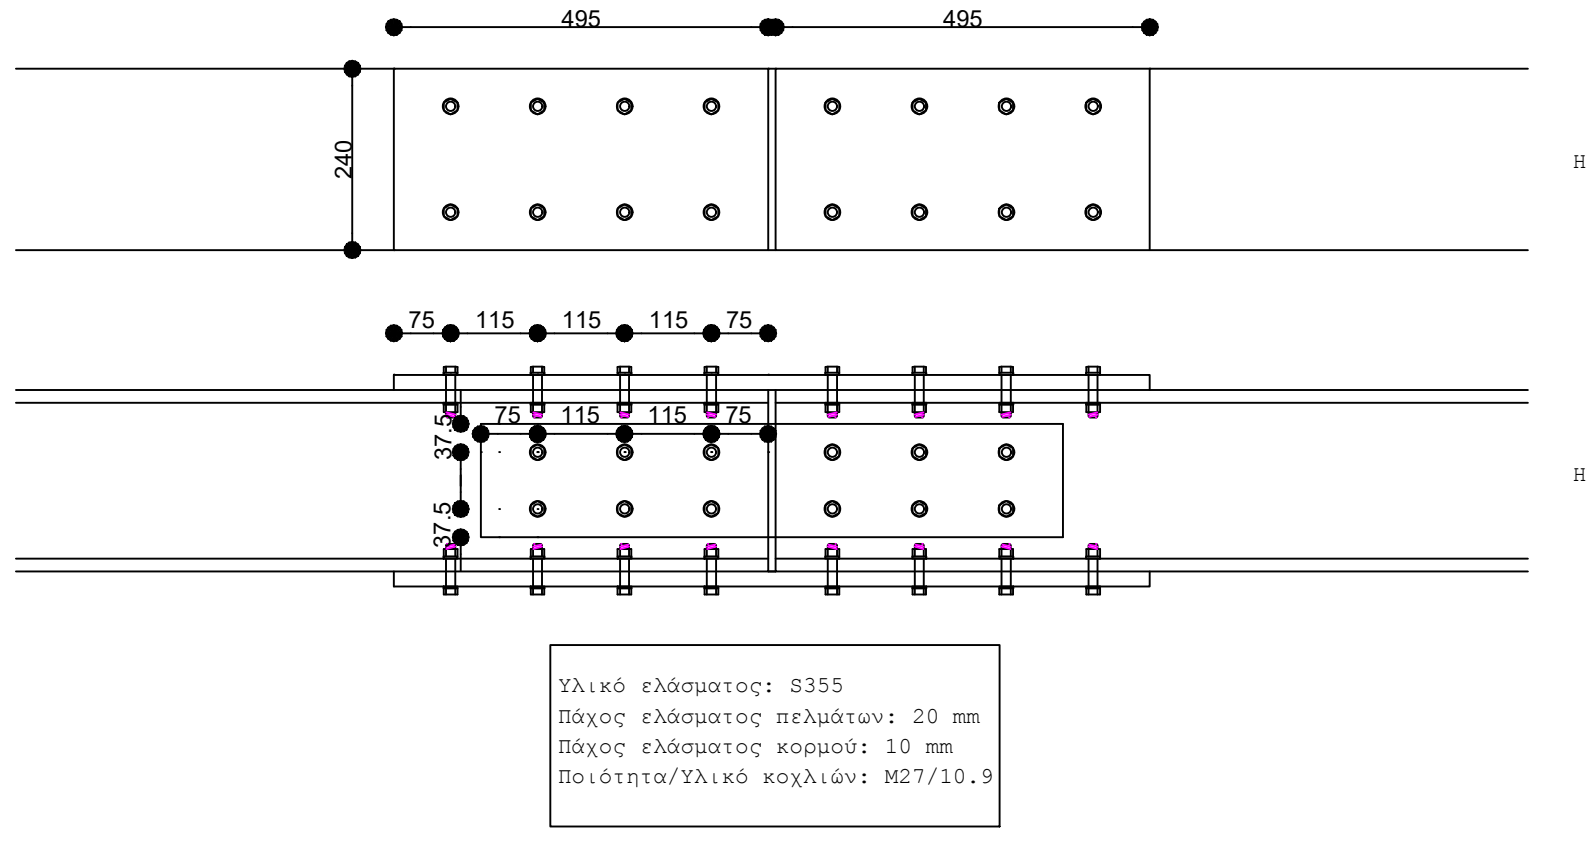 495 495
240
H
75 115 115 115 75
75 115 115 75
37.5
H
37.5
Υλικό ελάσματος: S355
Πάχος ελάσματος πελμάτων: 20 mm
Πάχος ελάσματος κορμού: 10 mm
Ποιότητα/Υλικό κοχλιών: M27/10.9